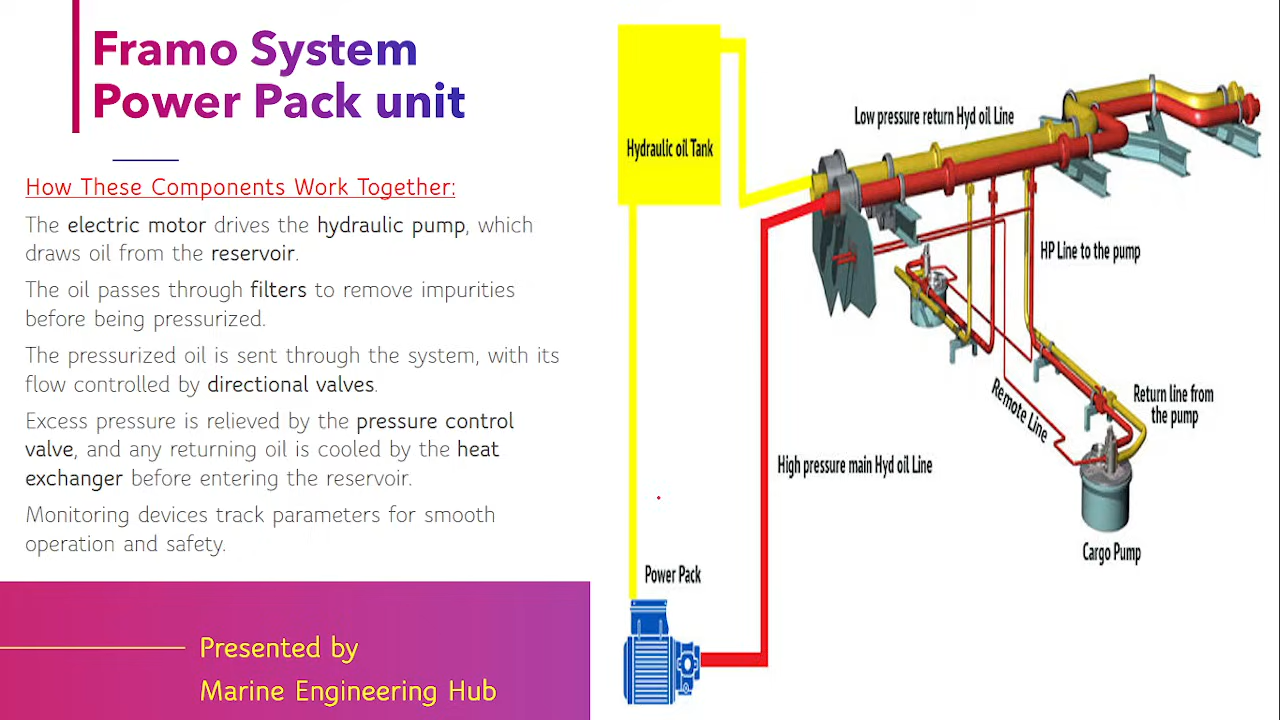 Framo System
Power Pack unit
How These Components Work Together:
The electric motor drives the hydraulic pump, which
draws oil from the reservoir.
The oil passes through filters to remove impurities
before being pressurized.
The pressurized oil is sent through the system, with its
flow controlled by directional valves.
Excess pressure is relieved by the pressure control
valve, and any returning oil is cooled by the heat
exchanger before entering the reservoir.
Monitoring devices track parameters for smooth
operation and safety.
Presented by
Marine Engineering Hub
Hydraulic oil Tank
Low pressure return Hyd oil Line
HP Line to the pump
Remote Line
Return line from
the pump
High pressure main Hyd oil Line
Cargo Pump
Power Pack